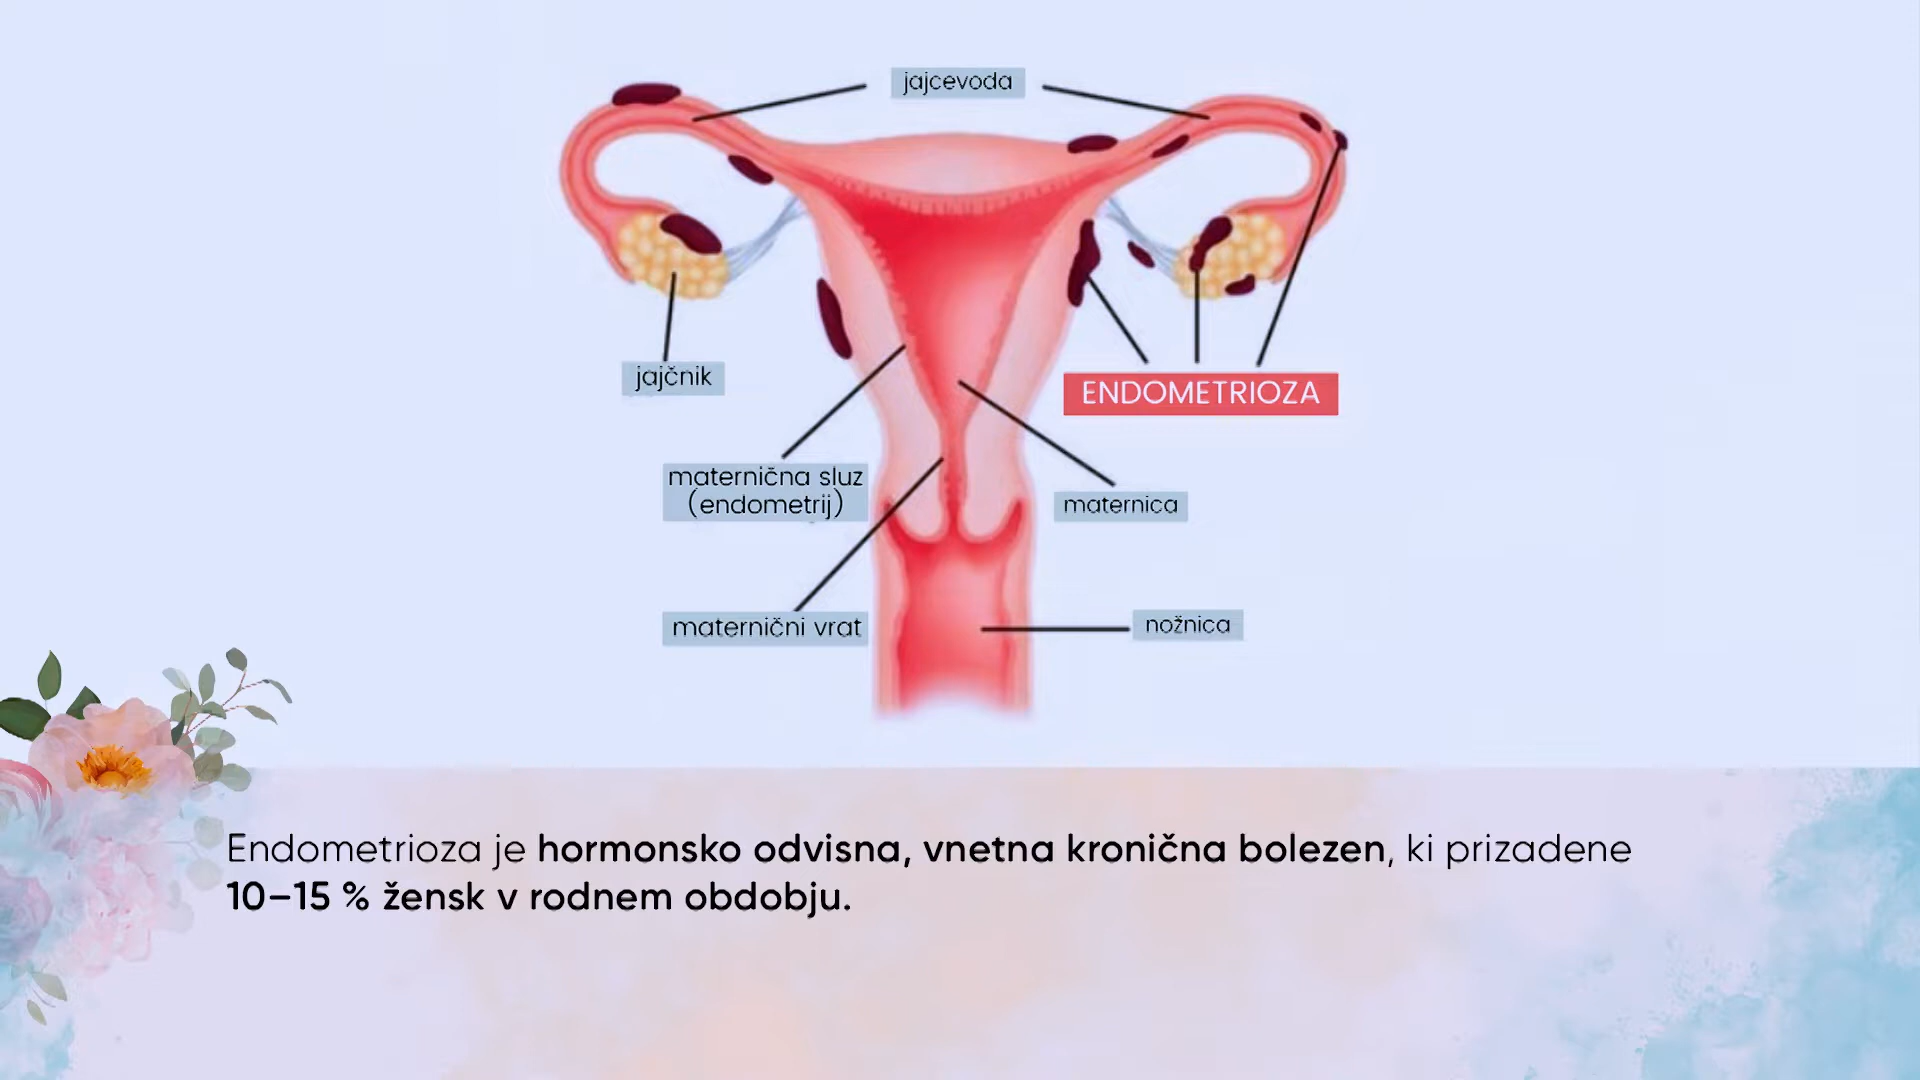 jajcevoda
jajčnik
ENDOMETRIOZA
maternična sluz
(endometrij)
maternica
maternični vrat
nožnica
Endometrioza je hormonsko odvisna, vnetna kronična bolezen, ki prizadene
10–15 % žensk v rodnem obdobju.